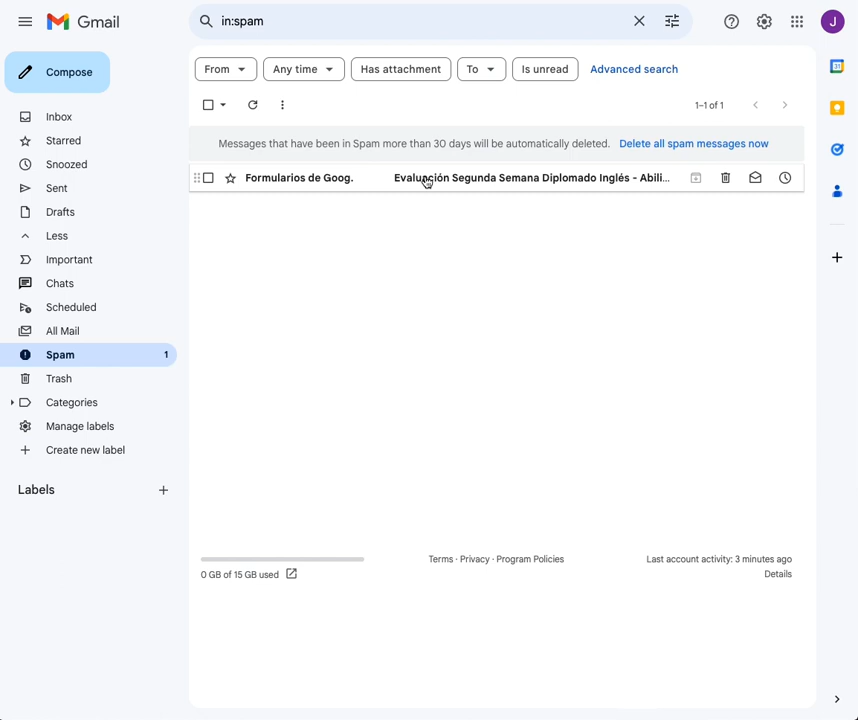 Gmail
in:spam
J
Compose
From
Any time
Has attachment
To
Is unread
Advanced search
1–1 of 1
Inbox
Starred
Snoozed
Sent
Drafts
Less
Important
Chats
Scheduled
All Mail
Spam 1
Trash
Categories
Manage labels
Create new label
Labels
Messages that have been in Spam more than 30 days will be automatically deleted. Delete all spam messages now
Formularios de Goog. Evaluación Segunda Semana Diplomado Inglés - Abili...
0 GB of 15 GB used
Terms · Privacy · Program Policies
Last account activity: 3 minutes ago
Details
31